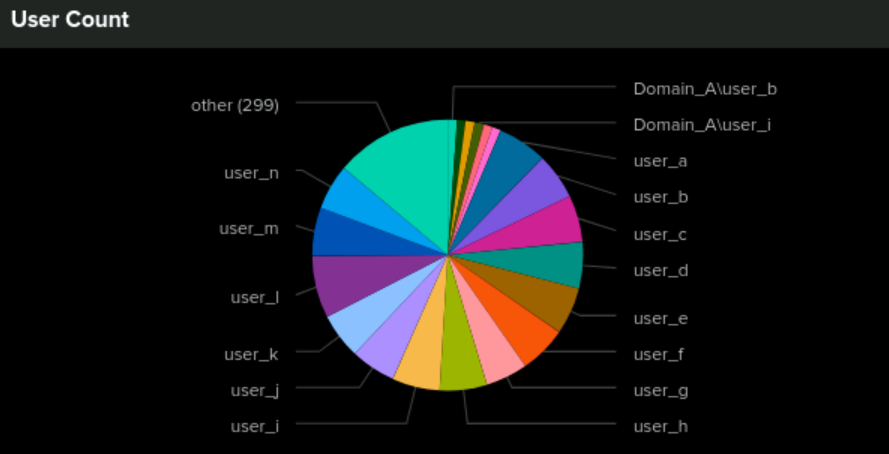 User Count
other (299)
user_n
user_m
user_l
user_k
user_j
user_i
Domain_A\user_b
Domain_A\user_i
user_a
user_b
user_c
user_d
user_e
user_f
user_g
user_h